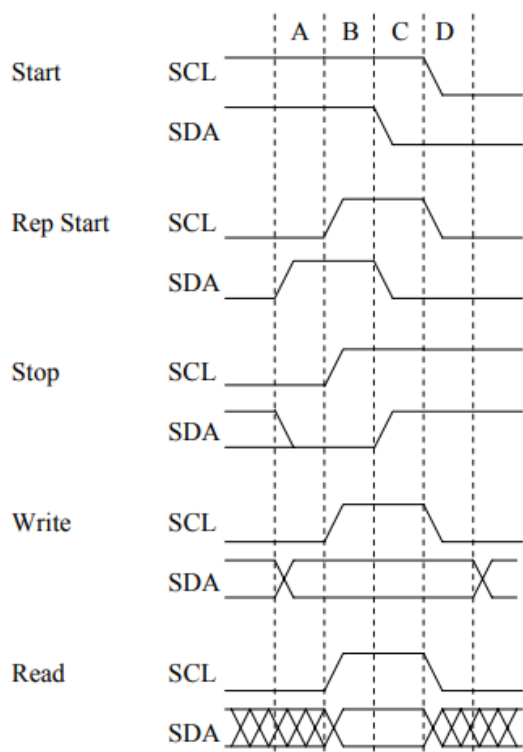 A B C D
Start SCL
SDA
Rep Start SCL
SDA
Stop SCL
SDA
Write SCL
SDA
Read SCL
SDA